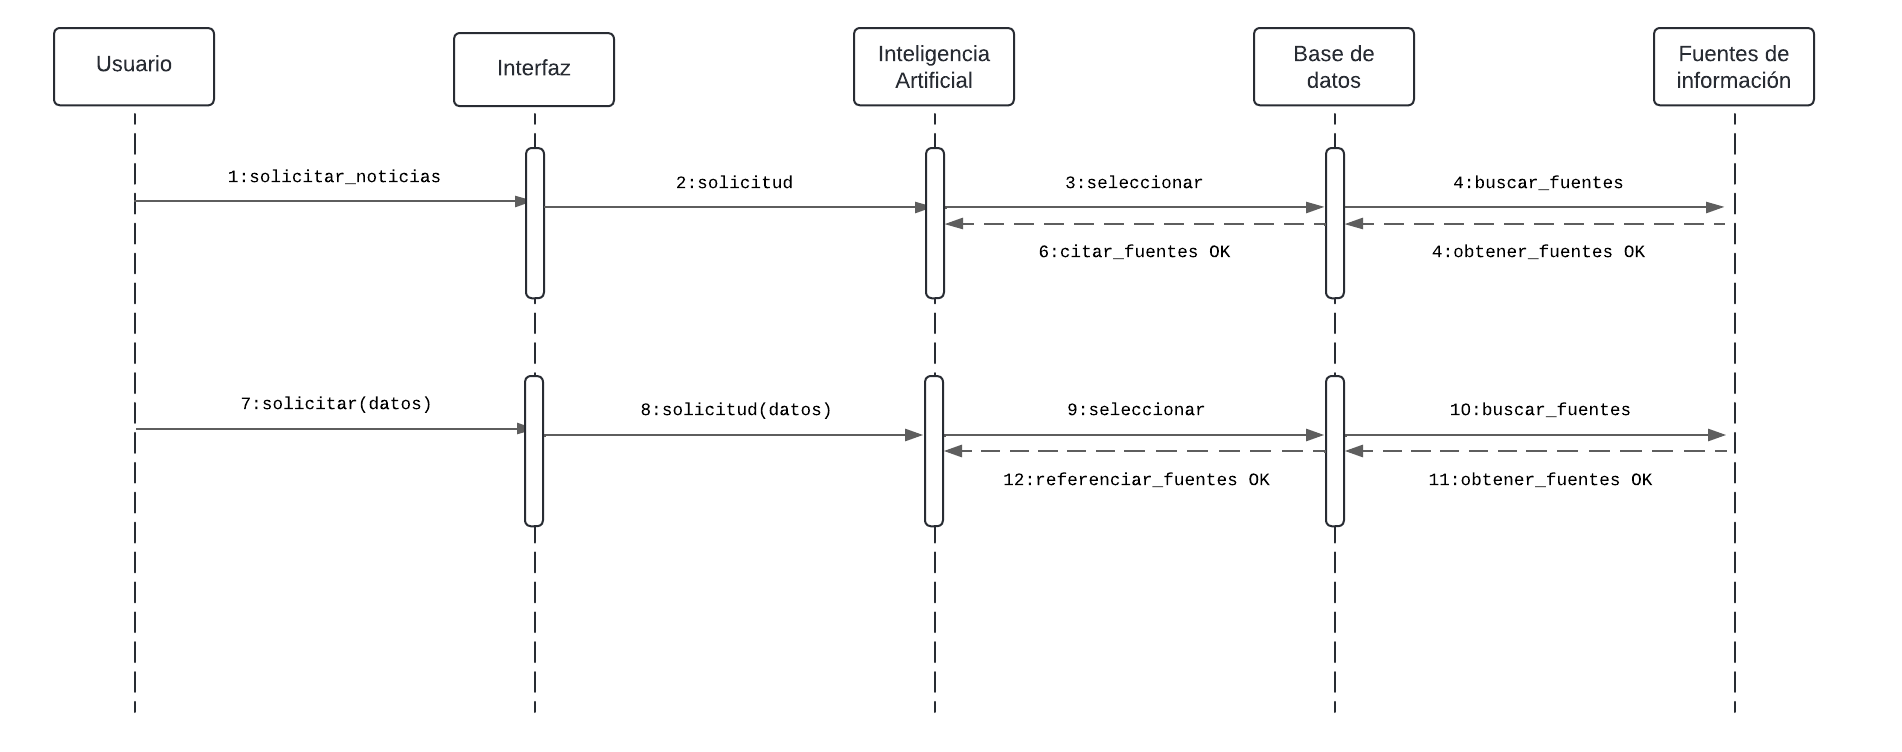 Usuario
Interfaz
Inteligencia
Artificial
Base de
datos
Fuentes de
información
1:solicitar_noticias
2:solicitud
3:seleccionar
4:buscar_fuentes
6:citar_fuentes OK
4:obtener_fuentes OK
7:solicitar(datos)
8:solicitud(datos)
9:seleccionar
10:buscar_fuentes
12:referenciar_fuentes OK
11:obtener_fuentes OK